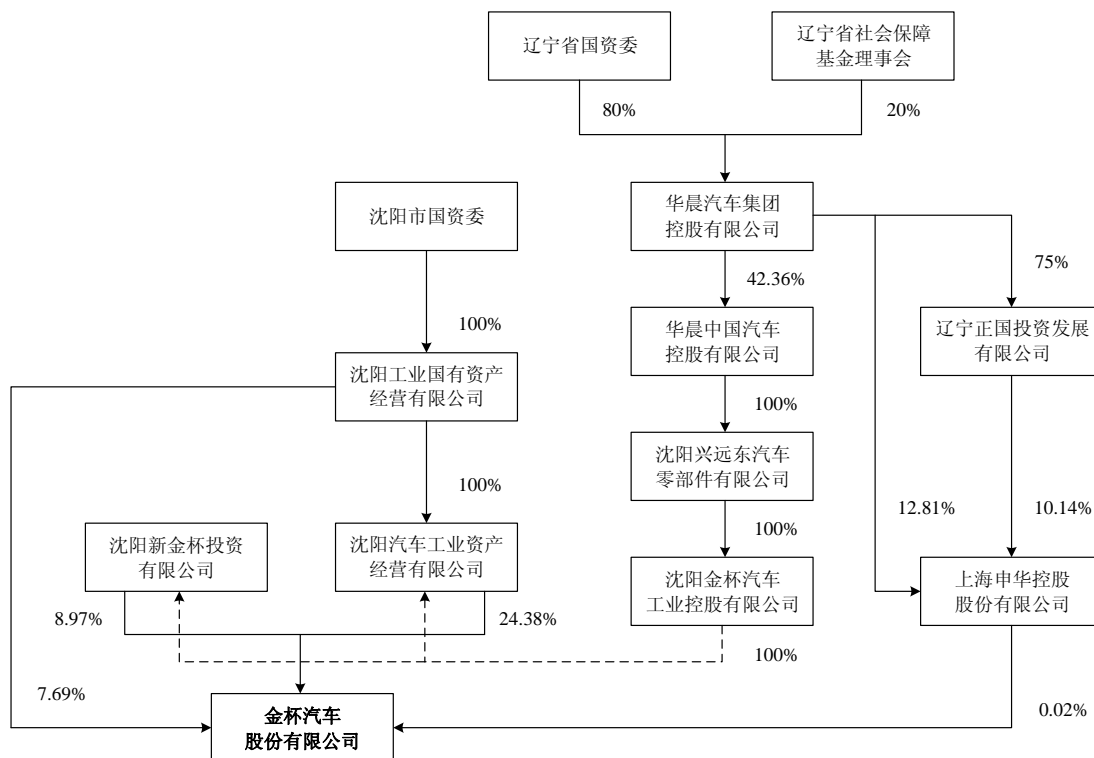 辽宁省国资委
辽宁省社会保障
基金理事会
80%
20%
沈阳市国资委
华晨汽车集团
控股有限公司
42.36%
75%
100%
华晨中国汽车
控股有限公司
辽宁正国投资发展
有限公司
沈阳工业国有资产
经营有限公司
100%
沈阳兴远东汽车
零部件有限公司
100%
100%
12.81%
10.14%
沈阳新金杯投资
有限公司
沈阳汽车工业资产
经营有限公司
沈阳金杯汽车
工业控股有限公司
上海申华控股
股份有限公司
8.97%
24.38%
100%
7.69%
金杯汽车
股份有限公司
0.02%